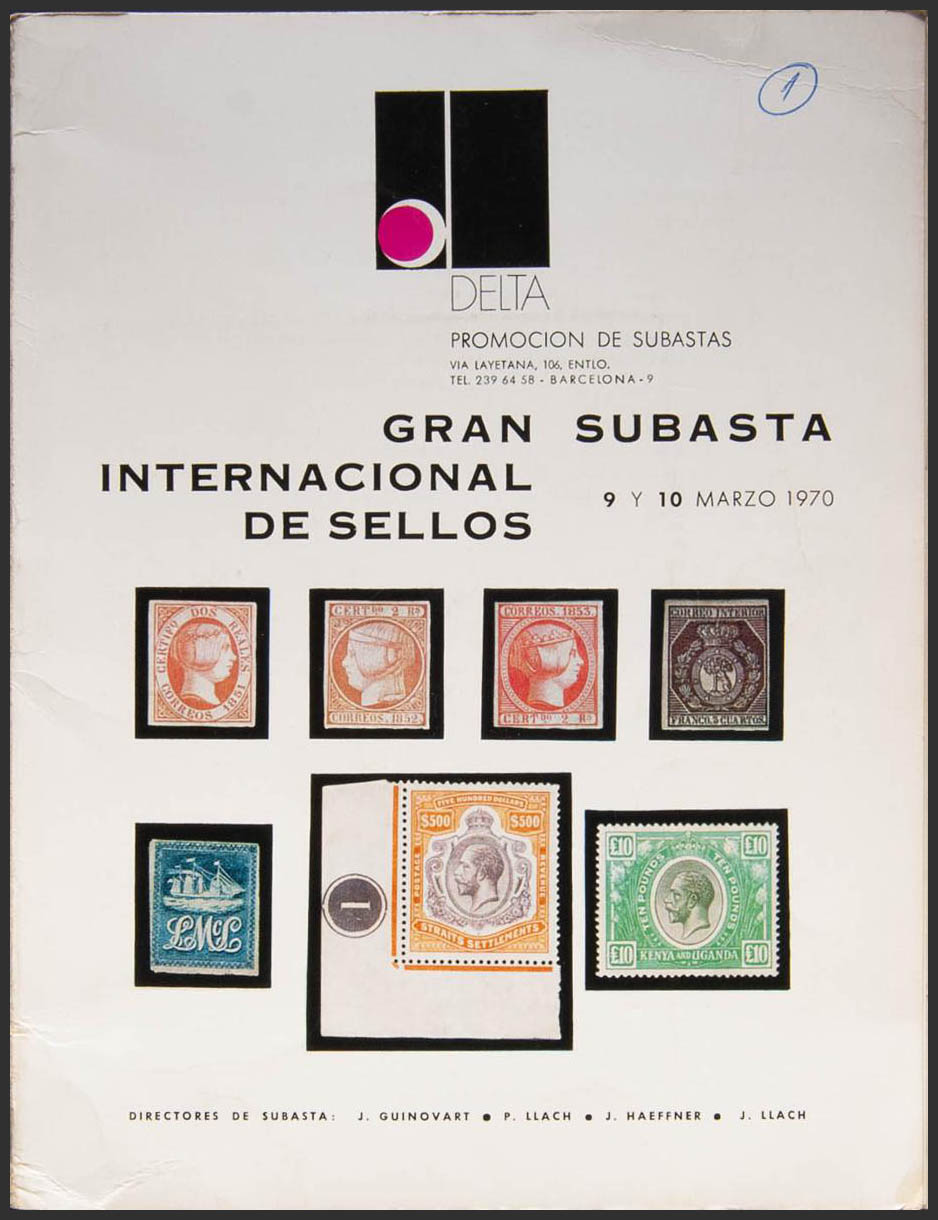 1
DELTA
PROMOCION DE SUBASTAS
VIA LAYETANA, 106, ENTLO.
TEL. 239 64 58 - BARCELONA - 9
GRAN SUBASTA
INTERNACIONAL
DE SELLOS
9 Y 10 MARZO 1970
CERTIFDO DOS REALES
CORREOS 1851
CERTDO 2 RS
CORREOS. 1852.
CORREOS. 1853.
CERTDO 2 RS
CORREO INTERIOR
FRANCO. 3 CUARTOS.
LMcL
1
FIVE HUNDRED DOLLARS
$500 $500
POSTAGE REVENUE
STRAITS SETTLEMENTS
£10 £10
TEN POUNDS TEN POUNDS
£10 £10
KENYA AND UGANDA
DIRECTORES DE SUBASTA: J. GUINOVART ● P. LLACH ● J. HAEFFNER ● J. LLACH